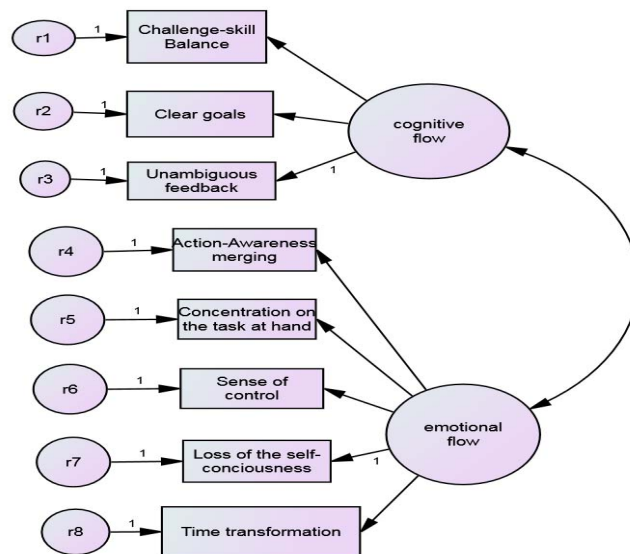 r1
1
Challenge-skill
Balance
r2
1
Clear goals
cognitive
flow
r3
1
Unambiguous
feedback
1
r4
1
Action-Awareness
merging
r5
1
Concentration on
the task at hand
r6
1
Sense of
control
emotional
flow
r7
1
Loss of the self-
conciousness
1
r8
1
Time transformation